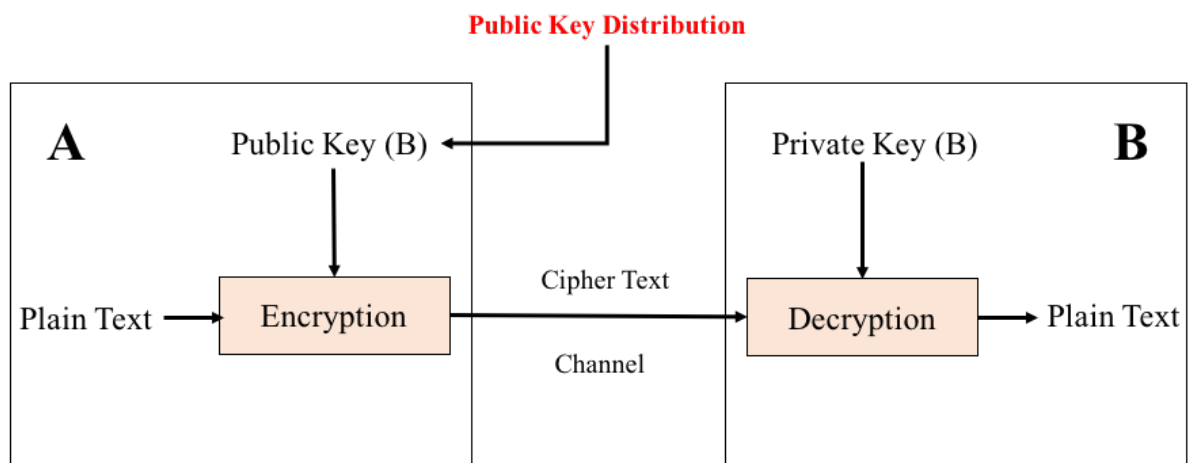 Public Key Distribution
A
Public Key (B)
Private Key (B)
B
Cipher Text
Plain Text
Encryption
Decryption
Plain Text
Channel